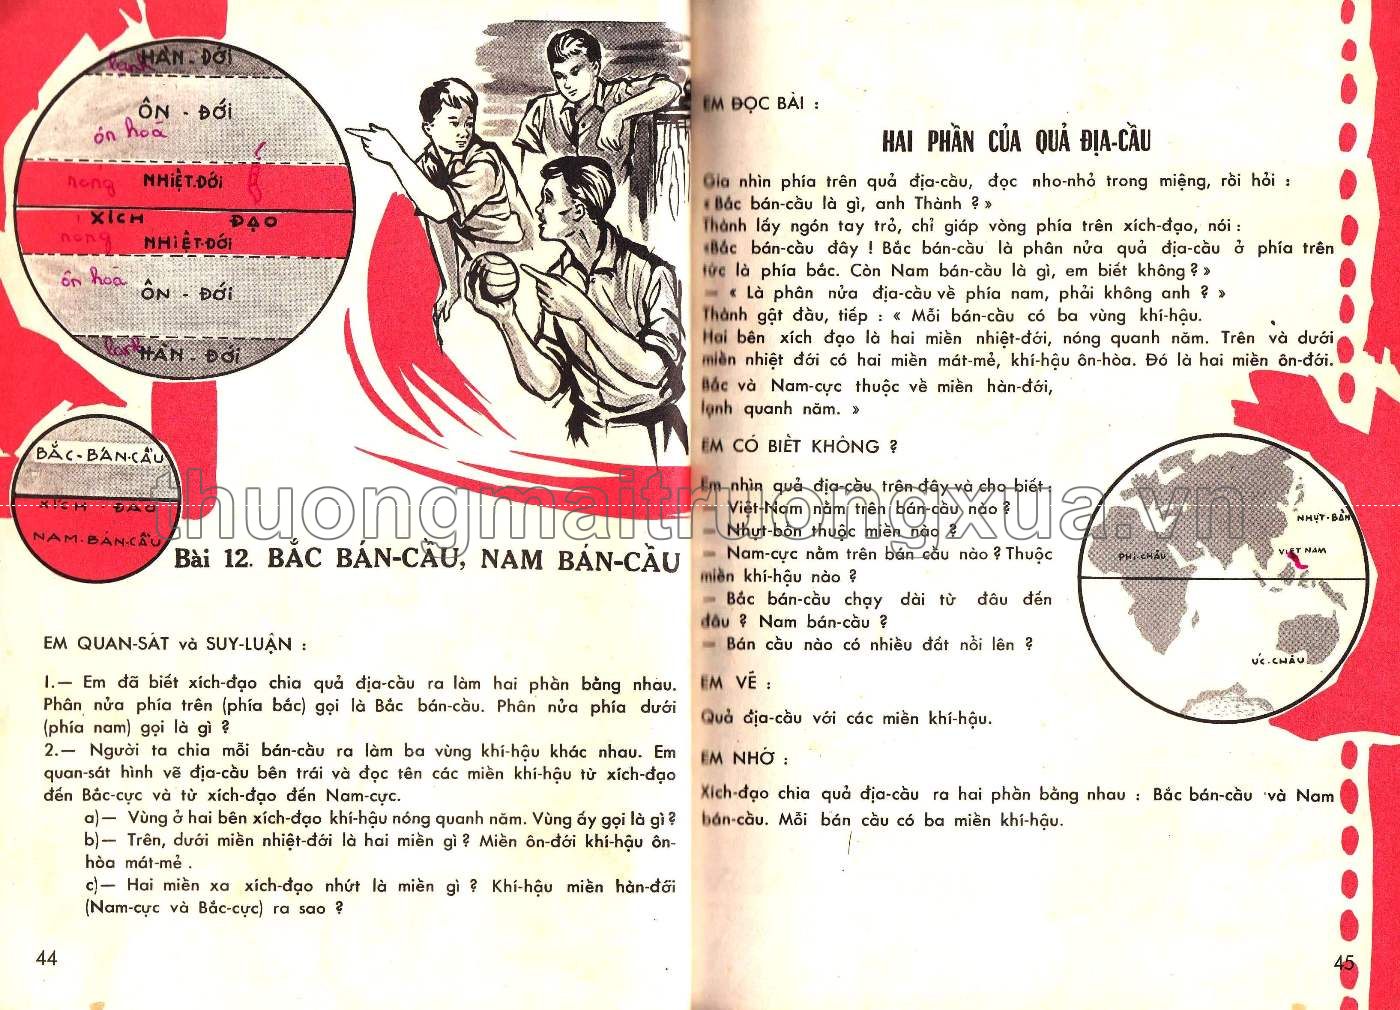 HÀN - ĐỚI
lạnh
ÔN - ĐỚI
ôn hoà
NHIỆT-ĐỚI
nóng
XÍCH ĐẠO
nóng
NHIỆT-ĐỚI
ôn hoà
ÔN - ĐỚI
lạnh
HÀN - ĐỚI
BẮC-BÁN-CẦU
XÍCH ĐẠO
NAM-BÁN-CẦU
Bài 12. BẮC BÁN-CẦU, NAM BÁN-CẦU
EM QUAN-SÁT và SUY-LUẬN :
1.— Em đã biết xích-đạo chia quả địa-cầu ra làm hai phần bằng nhau.
Phân nửa phía trên (phía bắc) gọi là Bắc bán-cầu. Phân nửa phía dưới
(phía nam) gọi là gì ?
2.— Người ta chia mỗi bán-cầu ra làm ba vùng khí-hậu khác nhau. Em
quan-sát hình vẽ địa-cầu bên trái và đọc tên các miền khí-hậu từ xích-đạo
đến Bắc-cực và từ xích-đạo đến Nam-cực.
a)— Vùng ở hai bên xích-đạo khí-hậu nóng quanh năm. Vùng ấy gọi là gì ?
b)— Trên, dưới miền nhiệt-đới là hai miền gì ? Miền ôn-đới khí-hậu ôn-
hòa mát-mẻ .
c)— Hai miền xa xích-đạo nhứt là miền gì ? Khí-hậu miền hàn-đới
(Nam-cực và Bắc-cực) ra sao ?
44
EM ĐỌC BÀI :
HAI PHẦN CỦA QUẢ ĐỊA-CẦU
Gia nhìn phía trên quả địa-cầu, đọc nho-nhỏ trong miệng, rồi hỏi :
« Bắc bán-cầu là gì, anh Thành ? »
Thành lấy ngón tay trỏ, chỉ giáp vòng phía trên xích-đạo, nói :
«Bắc bán-cầu đây ! Bắc bán-cầu là phân nửa quả địa-cầu ở phía trên
tức là phía bắc. Còn Nam bán-cầu là gì, em biết không ? »
— « Là phân nửa địa-cầu về phía nam, phải không anh ? »
Thành gật đầu, tiếp : « Mỗi bán-cầu có ba vùng khí-hậu.
Hai bên xích đạo là hai miền nhiệt-đới, nóng quanh năm. Trên và dưới
miền nhiệt đới có hai miền mát-mẻ, khí-hậu ôn-hòa. Đó là hai miền ôn-đới.
Bắc và Nam-cực thuộc về miền hàn-đới,
lạnh quanh năm. »
EM CÓ BIẾT KHÔNG ?
Em nhìn quả địa-cầu trên đây và cho biết :
Việt-Nam nằm trên bán-cầu nào ?
Nhựt-bổn thuộc miền nào ?
— Nam-cực nằm trên bán cầu nào ? Thuộc
miền khí-hậu nào ?
— Bắc bán-cầu chạy dài từ đâu đến
đâu ? Nam bán-cầu ?
— Bán cầu nào có nhiều đất nổi lên ?
EM VẼ :
Quả địa-cầu với các miền khí-hậu.
EM NHỚ :
Xích-đạo chia quả địa-cầu ra hai phần bằng nhau : Bắc bán-cầu và Nam
bán-cầu. Mỗi bán cầu có ba miền khí-hậu.
NHỰT-BỔN
VIỆT NAM
PHI-CHÂU
ÚC-CHÂU
45
thuongmaitruongxua.vn